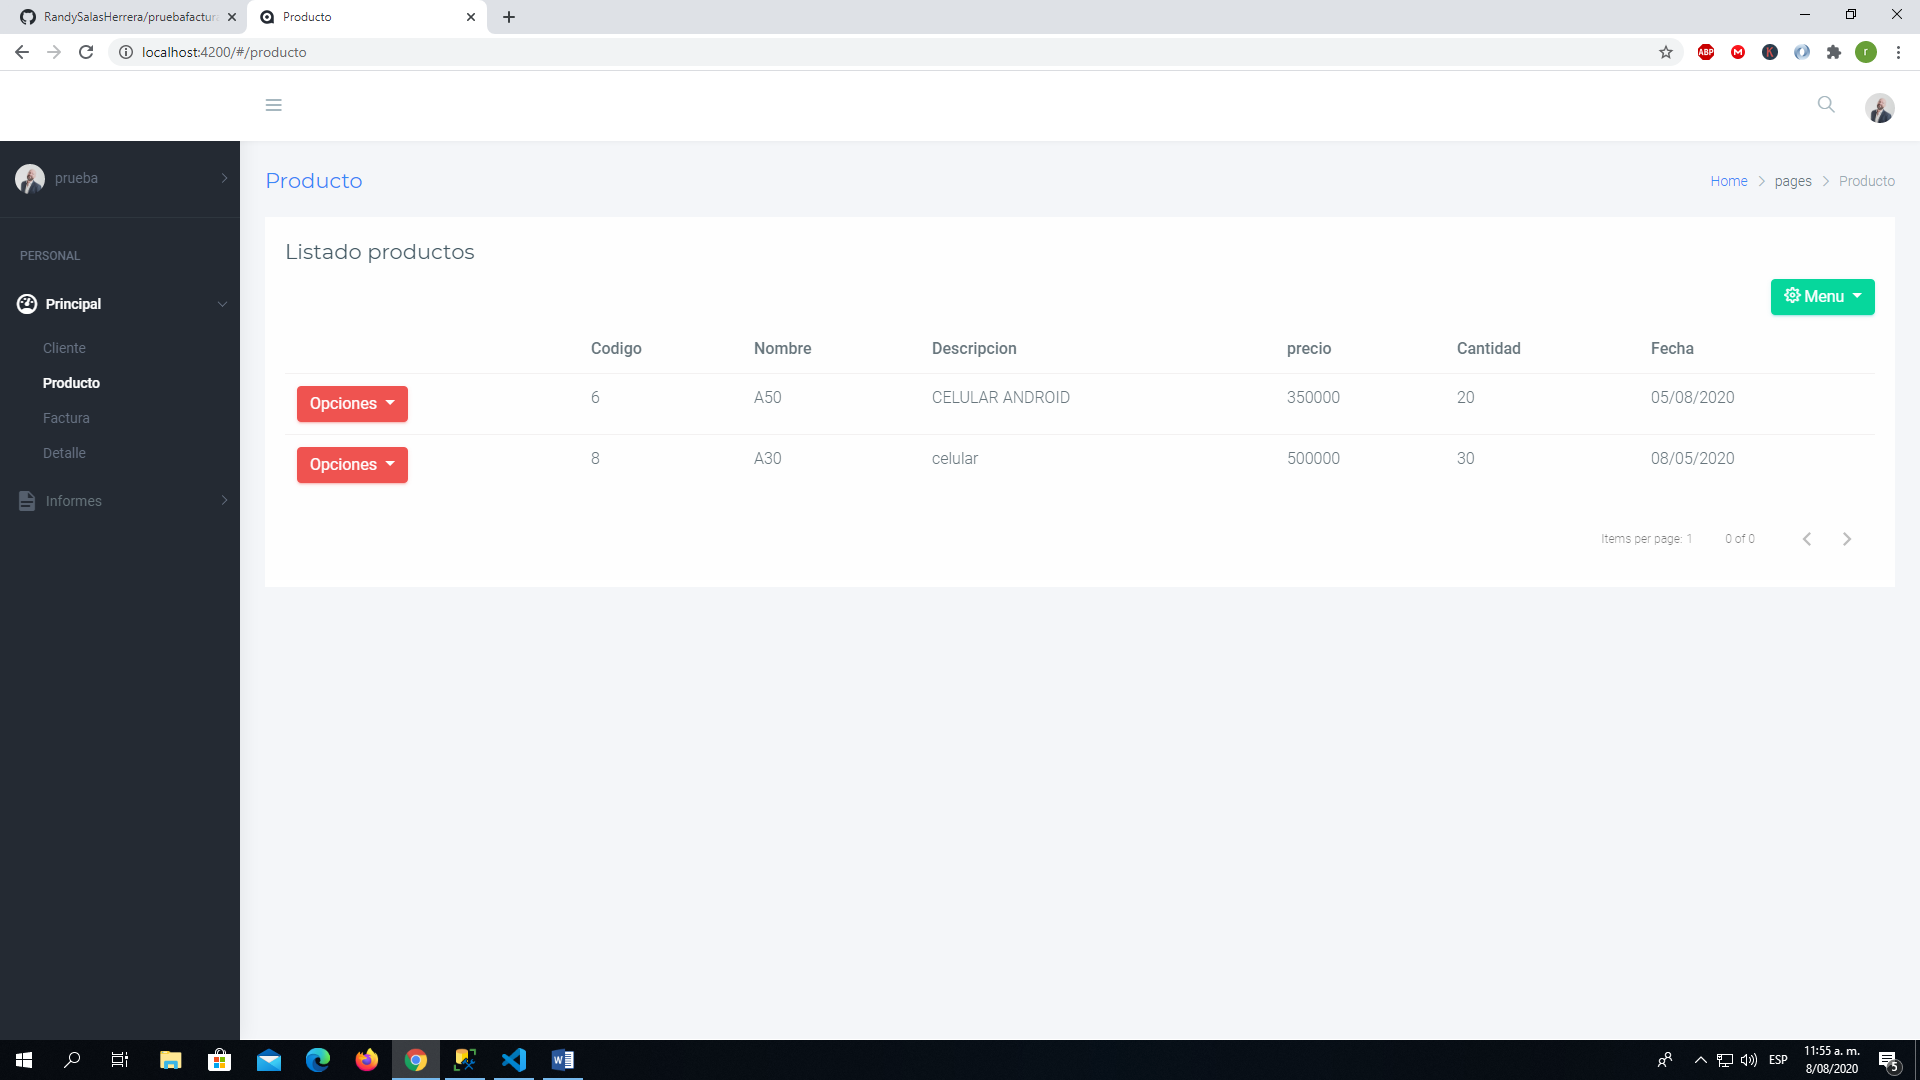 RandySalasHerrera/pruebafactura
Producto
localhost:4200/#/producto
ABP
M
K
r
prueba
Producto
Home
pages
Producto
PERSONAL
Listado productos
Menu
Principal
Cliente
Producto
Factura
Detalle
Informes
Codigo Nombre Descripcion precio Cantidad Fecha
Opciones 6 A50 CELULAR ANDROID 350000 20 05/08/2020
Opciones 8 A30 celular 500000 30 08/05/2020
Items per page: 1 0 of 0
W
ESP
11:55 a. m.
8/08/2020
5